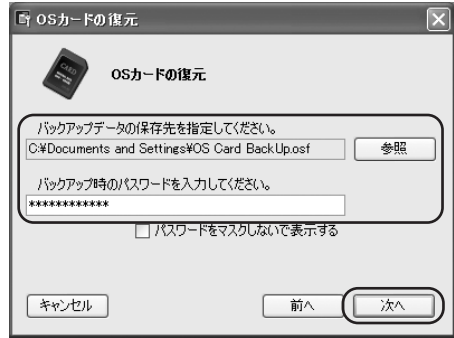 OSカードの復元
OSカードの復元
バックアップデータの保存先を指定してください。
C:¥Documents and Settings¥OS Card BackUp.osf 参照
バックアップ時のパスワードを入力してください。
************
パスワードをマスクしないで表示する
キャンセル 前へ 次へ